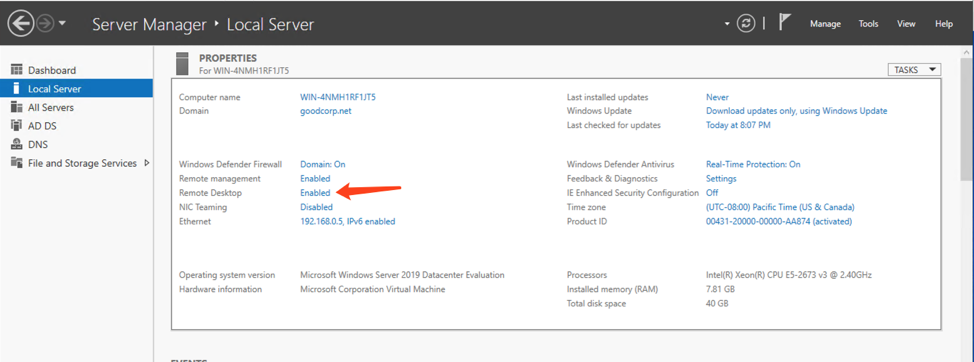 Server Manager ‣ Local Server
Manage Tools View Help
Dashboard
Local Server
All Servers
AD DS
DNS
File and Storage Services
PROPERTIES
For WIN-4NMH1RF1JT5
TASKS
Computer name WIN-4NMH1RF1JT5
Domain goodcorp.net
Last installed updates Never
Windows Update Download updates only, using Windows Update
Last checked for updates Today at 8:07 PM
Windows Defender Firewall Domain: On
Remote management Enabled
Remote Desktop Enabled
NIC Teaming Disabled
Ethernet 192.168.0.5, IPv6 enabled
Windows Defender Antivirus Real-Time Protection: On
Feedback & Diagnostics Settings
IE Enhanced Security Configuration Off
Time zone (UTC-08:00) Pacific Time (US & Canada)
Product ID 00431-20000-00000-AA874 (activated)
Operating system version Microsoft Windows Server 2019 Datacenter Evaluation
Hardware information Microsoft Corporation Virtual Machine
Processors Intel(R) Xeon(R) CPU E5-2673 v3 @ 2.40GHz
Installed memory (RAM) 7.81 GB
Total disk space 40 GB
EVENTS